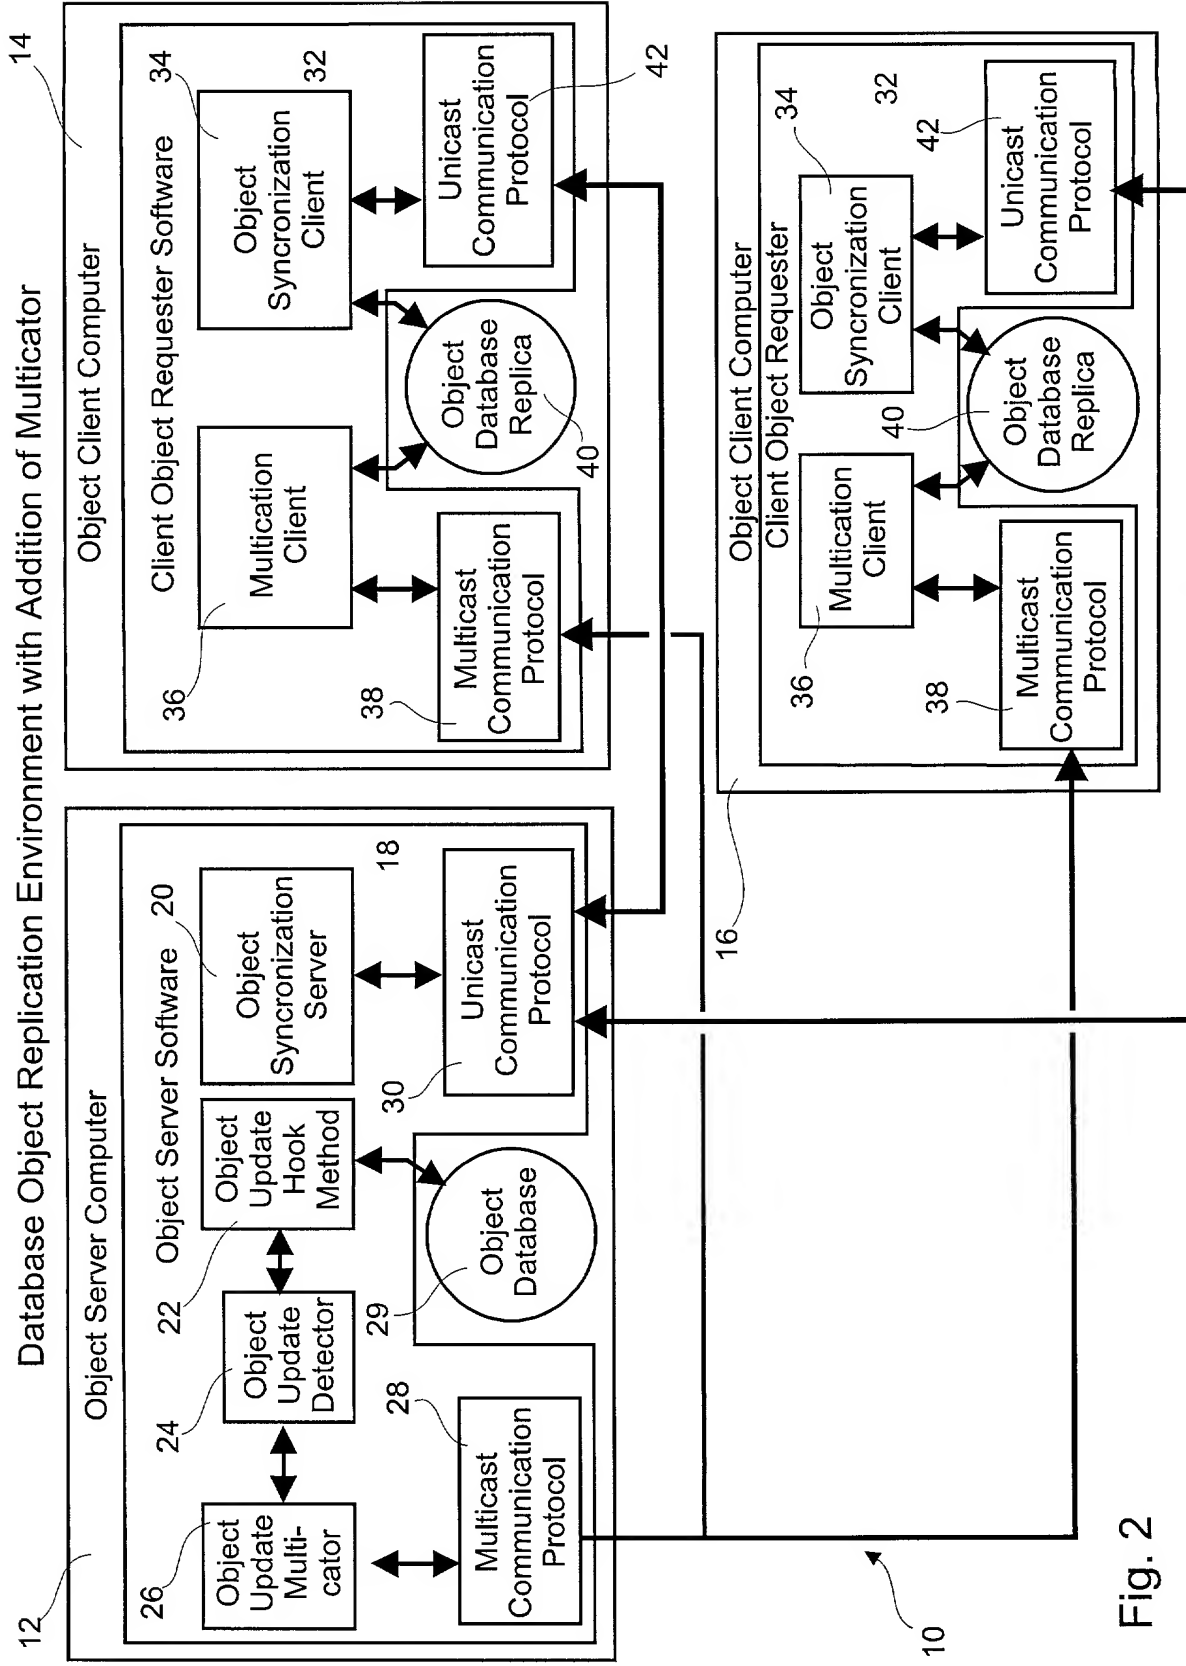 Database Object Replication Environment with Addition of Multicator
12
Object Server Computer
Object Server Software
26
Object
Update
Multi-
cator
24
Object
Update
Detector
22
Object
Update
Hook
Method
20
Object
Syncronization
Server
18
28
Multicast
Communication
Protocol
29
Object
Database
30
Unicast
Communication
Protocol
14
Object Client Computer
Client Object Requester Software
36
Multication
Client
34
Object
Syncronization
Client
32
38
Multicast
Communication
Protocol
Object
Database
Replica
40
Unicast
Communication
Protocol
42
16
Object Client Computer
Client Object Requester
36
Multication
Client
34
Object
Syncronization
Client
32
38
Multicast
Communication
Protocol
40
Object
Database
Replica
42
Unicast
Communication
Protocol
10
Fig. 2